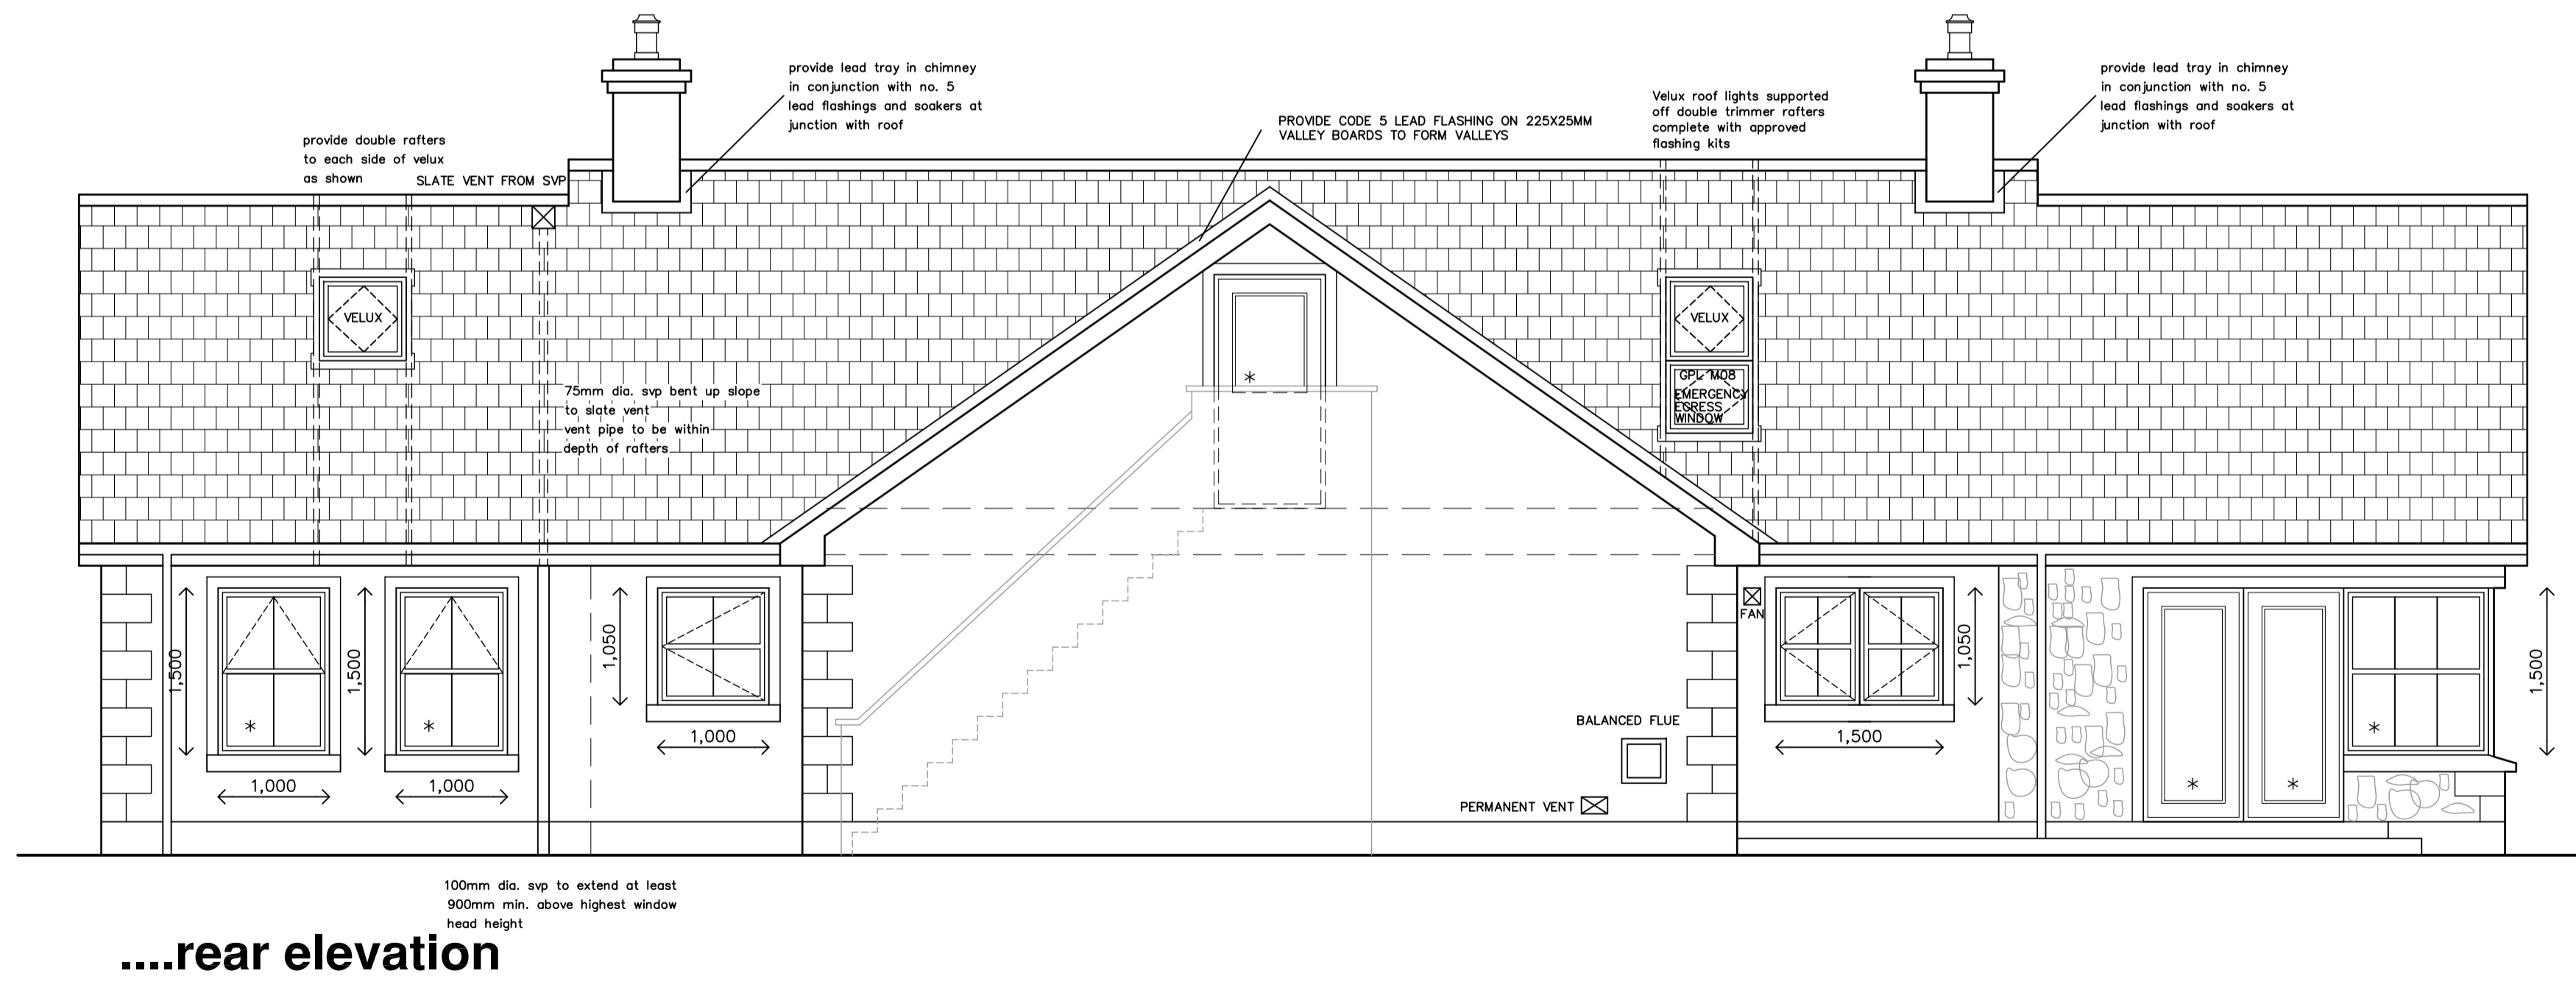 provide lead tray in chimney
in conjunction with no. 5
lead flashings and soakers at
junction with roof
provide lead tray in chimney
in conjunction with no. 5
lead flashings and soakers at
junction with roof
Velux roof lights supported
off double trimmer rafters
complete with approved
flashing kits
PROVIDE CODE 5 LEAD FLASHING ON 225X25MM
VALLEY BOARDS TO FORM VALLEYS
provide double rafters
to each side of velux
as shown
SLATE VENT FROM SVP
VELUX
VELUX
GPL M08
EMERGENCY
EGRESS
WINDOW
*
75mm dia. svp bent up slope
to slate vent
vent pipe to be within
depth of rafters
FAN
1,500
1,500
1,050
1,050
1,500
*
*
*
*
*
1,000
1,000
1,000
1,500
BALANCED FLUE
PERMANENT VENT
100mm dia. svp to extend at least
900mm min. above highest window
head height
....rear elevation